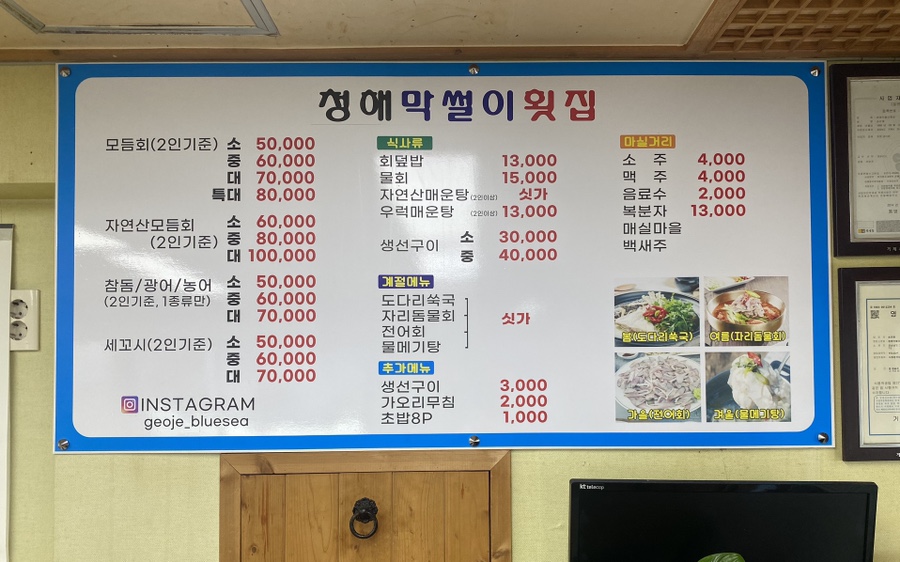 청해막썰이횟집
모듬회(2인기준) 소 50,000
중 60,000
대 70,000
특대 80,000
자연산모듬회 소 60,000
(2인기준) 중 80,000
대 100,000
참돔/광어/농어 소 50,000
(2인기준, 1종류만) 중 60,000
대 70,000
세꼬시(2인기준) 소 50,000
중 60,000
대 70,000
INSTAGRAM
geoje_bluesea
식사류
회덮밥 13,000
물회 15,000
자연산매운탕 (2인이상) 싯가
우럭매운탕 (2인이상) 13,000
생선구이 소 30,000
중 40,000
계절메뉴
도다리쑥국
자리돔물회 싯가
전어회
물메기탕
추가메뉴
생선구이 3,000
가오리무침 2,000
초밥8P 1,000
마실거리
소 주 4,000
맥 주 4,000
음료수 2,000
복분자 13,000
매실마을
백새주
봄(도다리쑥국)
여름(자리돔물회)
가을(전어회)
겨울(물메기탕)
kt telecop